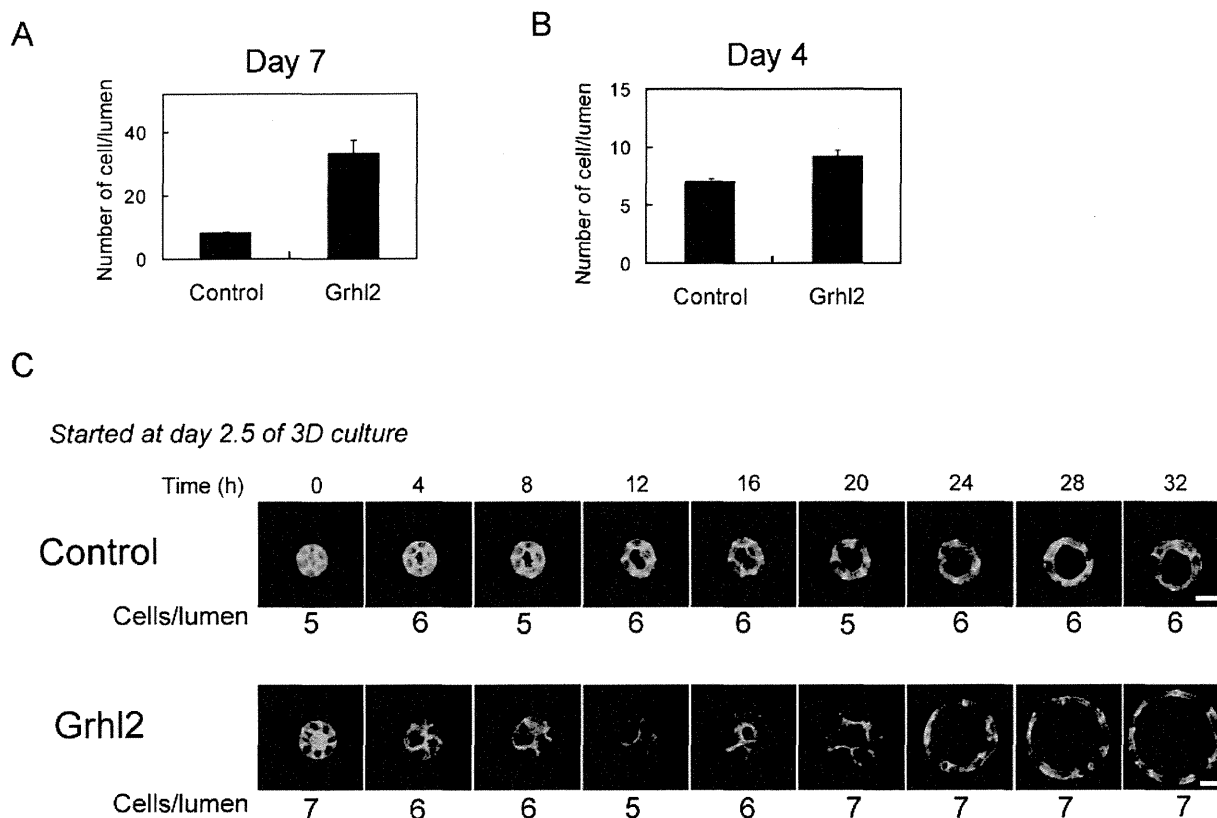 A
Day 7
Number of cell/lumen
40
20
0
Control
Grhl2
B
Day 4
Number of cell/lumen
15
10
5
0
Control
Grhl2
C
Started at day 2.5 of 3D culture
Time (h) 0 4 8 12 16 20 24 28 32
Control
Cells/lumen 5 6 5 6 6 5 6 6 6
Grhl2
Cells/lumen 7 6 6 5 6 7 7 7 7